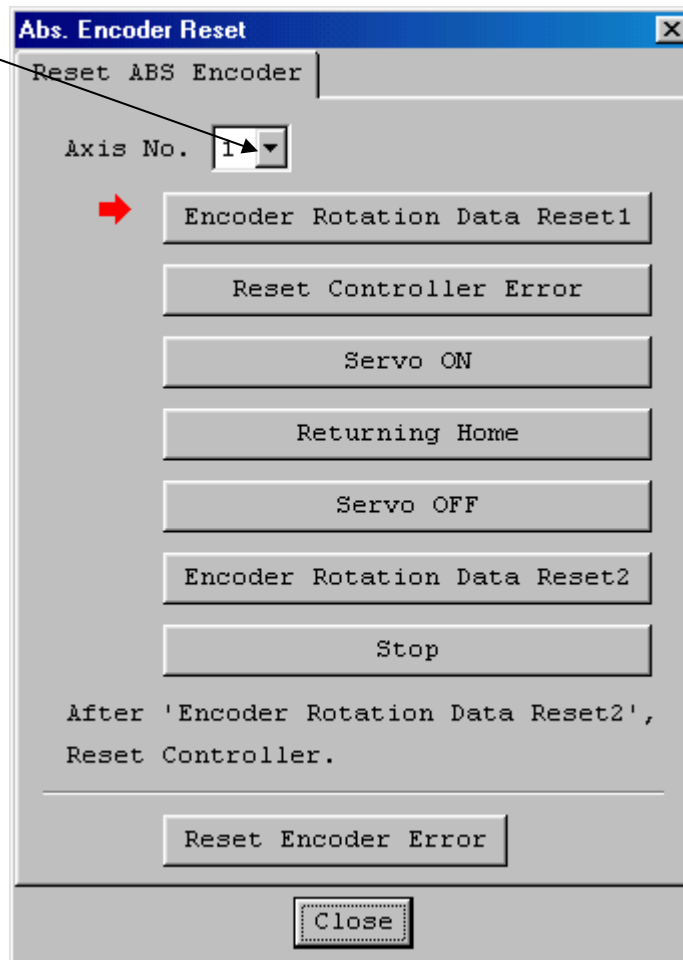 Abs. Encoder Reset
Reset ABS Encoder
Axis No. 1
Encoder Rotation Data Reset1
Reset Controller Error
Servo ON
Returning Home
Servo OFF
Encoder Rotation Data Reset2
Stop
After 'Encoder Rotation Data Reset2',
Reset Controller.
Reset Encoder Error
Close